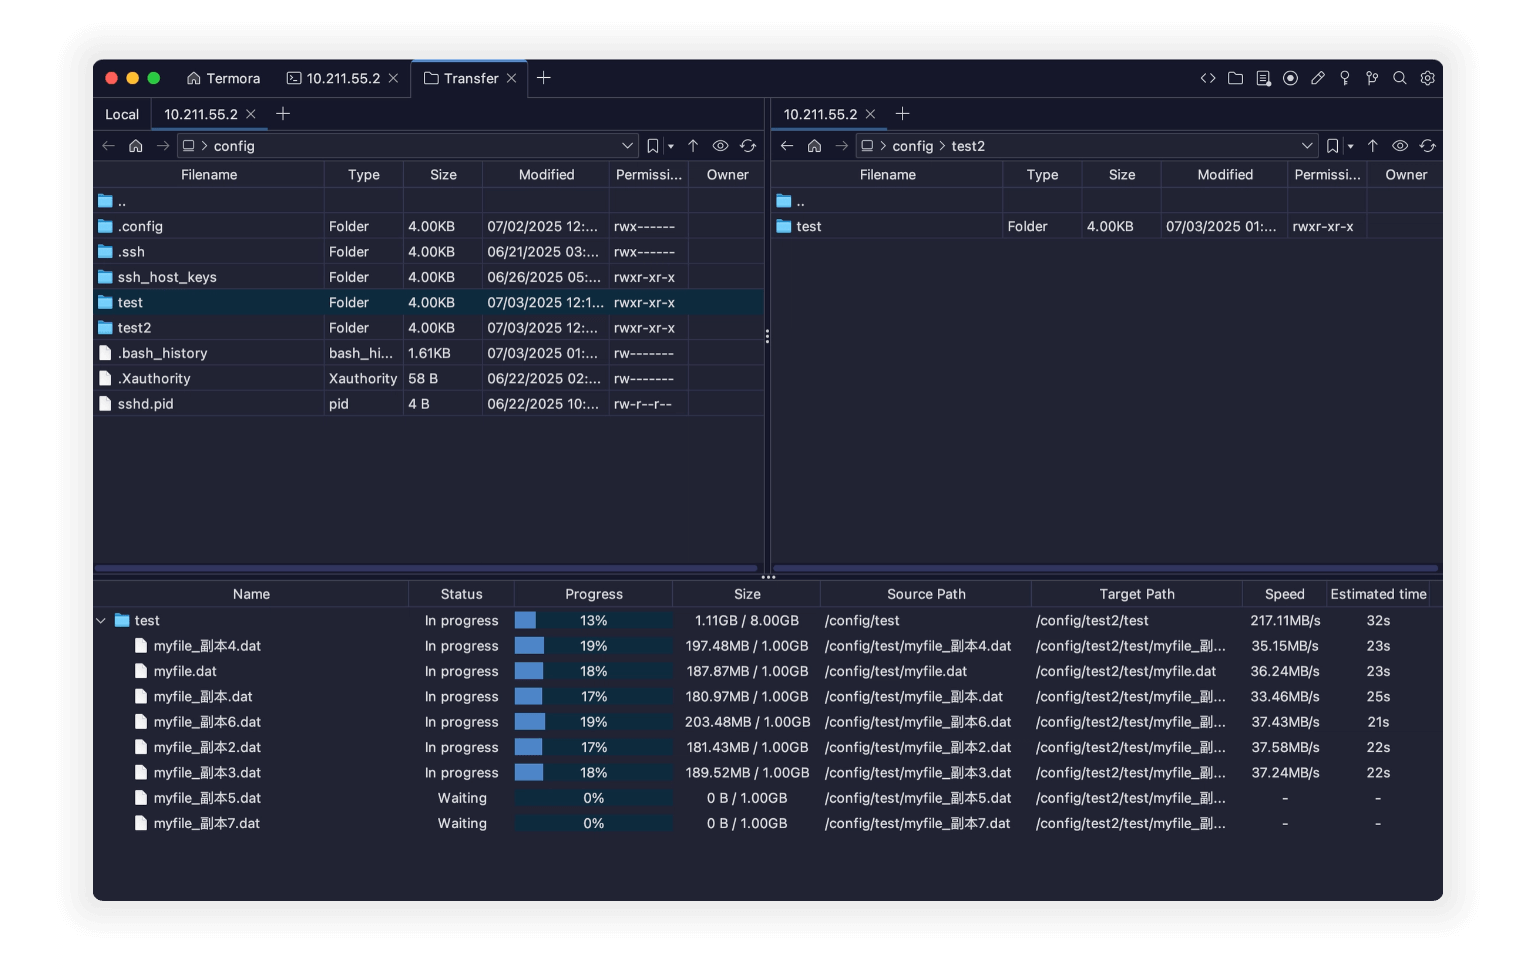 Termora 10.211.55.2 Transfer
Local 10.211.55.2
config
Filename Type Size Modified Permissi... Owner
..
.config Folder 4.00KB 07/02/2025 12:... rwx------
.ssh Folder 4.00KB 06/21/2025 03:... rwx------
ssh_host_keys Folder 4.00KB 06/26/2025 05:... rwxr-xr-x
test Folder 4.00KB 07/03/2025 12:1... rwxr-xr-x
test2 Folder 4.00KB 07/03/2025 12:... rwxr-xr-x
.bash_history bash_hi... 1.61KB 07/03/2025 01:... rw-------
.Xauthority Xauthority 58 B 06/22/2025 02:... rw-------
sshd.pid pid 4 B 06/22/2025 10:... rw-r--r--
10.211.55.2
config > test2
Filename Type Size Modified Permissi... Owner
..
test Folder 4.00KB 07/03/2025 01:... rwxr-xr-x
Name Status Progress Size Source Path Target Path Speed Estimated time
test In progress 13% 1.11GB / 8.00GB /config/test /config/test2/test 217.11MB/s 32s
myfile_副本4.dat In progress 19% 197.48MB / 1.00GB /config/test/myfile_副本4.dat /config/test2/test/myfile_副... 35.15MB/s 23s
myfile.dat In progress 18% 187.87MB / 1.00GB /config/test/myfile.dat /config/test2/test/myfile.dat 36.24MB/s 23s
myfile_副本.dat In progress 17% 180.97MB / 1.00GB /config/test/myfile_副本.dat /config/test2/test/myfile_副... 33.46MB/s 25s
myfile_副本6.dat In progress 19% 203.48MB / 1.00GB /config/test/myfile_副本6.dat /config/test2/test/myfile_副... 37.43MB/s 21s
myfile_副本2.dat In progress 17% 181.43MB / 1.00GB /config/test/myfile_副本2.dat /config/test2/test/myfile_副... 37.58MB/s 22s
myfile_副本3.dat In progress 18% 189.52MB / 1.00GB /config/test/myfile_副本3.dat /config/test2/test/myfile_副... 37.24MB/s 22s
myfile_副本5.dat Waiting 0% 0 B / 1.00GB /config/test/myfile_副本5.dat /config/test2/test/myfile_副... - -
myfile_副本7.dat Waiting 0% 0 B / 1.00GB /config/test/myfile_副本7.dat /config/test2/test/myfile_副... - -